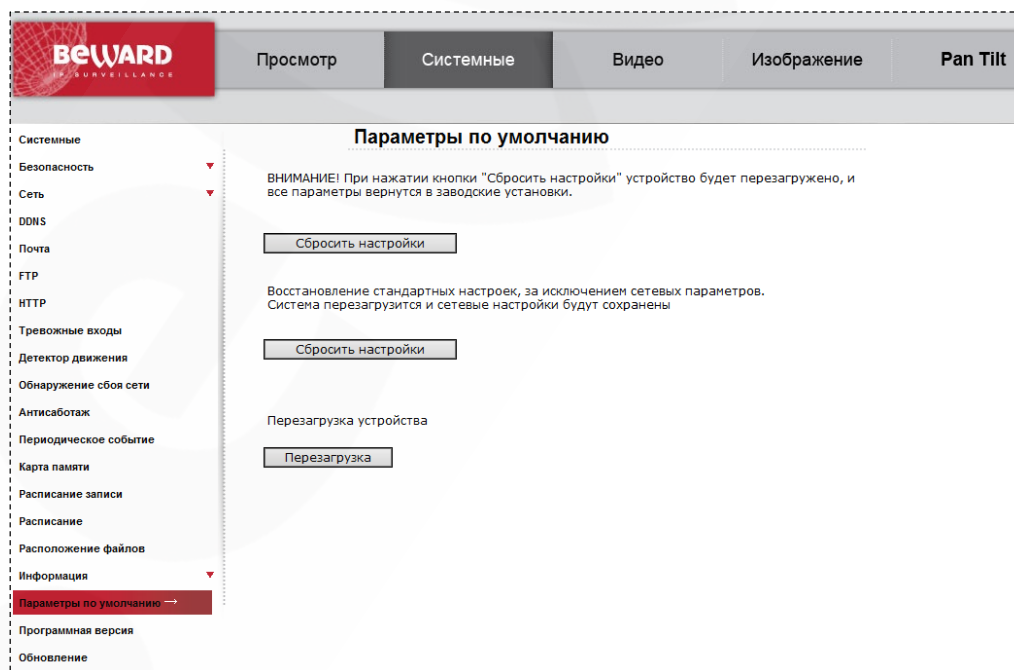 BEWARD
IP SURVEILLANCE
Просмотр
Системные
Видео
Изображение
Pan Tilt
Системные
Безопасность
Сеть
DDNS
Почта
FTP
HTTP
Тревожные входы
Детектор движения
Обнаружение сбоя сети
Антисаботаж
Периодическое событие
Карта памяти
Расписание записи
Расписание
Расположение файлов
Информация
Параметры по умолчанию →
Программная версия
Обновление
Параметры по умолчанию
ВНИМАНИЕ! При нажатии кнопки "Сбросить настройки" устройство будет перезагружено, и
все параметры вернутся в заводские установки.
Сбросить настройки
Восстановление стандартных настроек, за исключением сетевых параметров.
Система перезагрузится и сетевые настройки будут сохранены
Сбросить настройки
Перезагрузка устройства
Перезагрузка